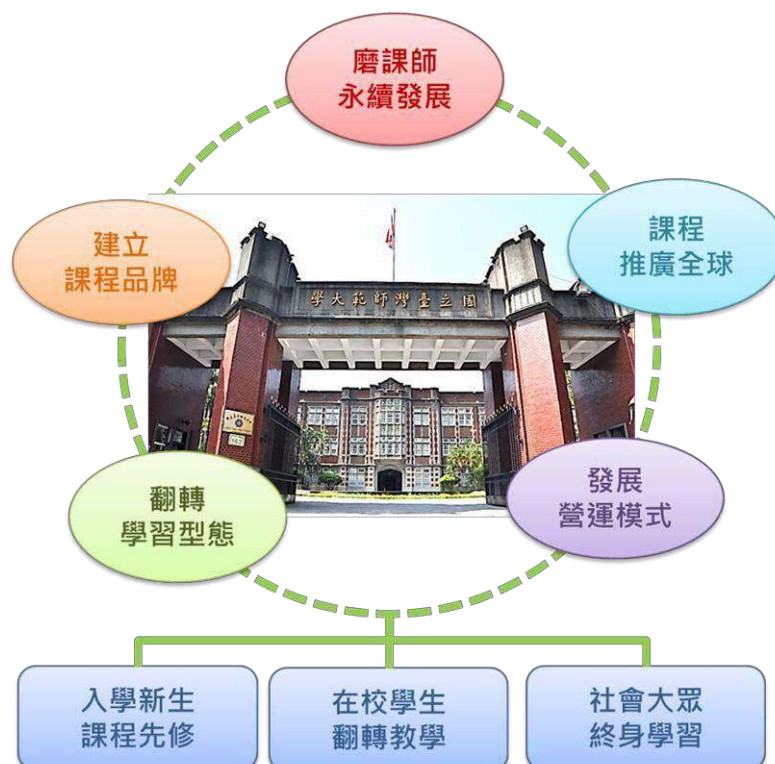 磨課師
永續發展
建立
課程品牌
課程
推廣全球
學大範師灣臺立國
翻轉
學習型態
發展
營運模式
入學新生
課程先修
在校學生
翻轉教學
社會大眾
終身學習